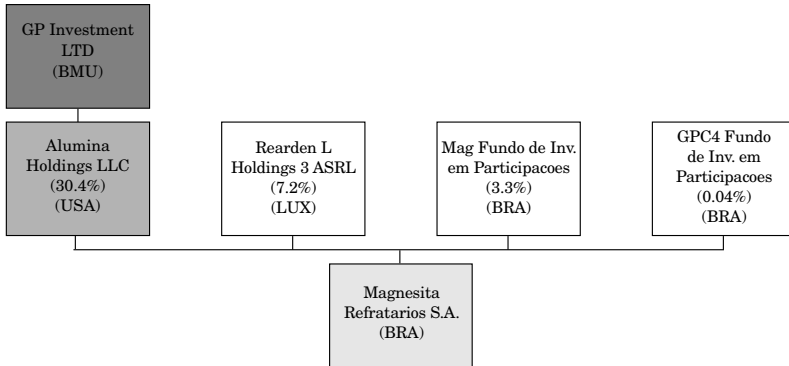 GP Investment
LTD
(BMU)
Alumina
Holdings LLC
(30.4%)
(USA)
Rearden L
Holdings 3 ASRL
(7.2%)
(LUX)
Mag Fundo de Inv.
em Participacoes
(3.3%)
(BRA)
GPC4 Fundo
de Inv. em
Participacoes
(0.04%)
(BRA)
Magnesita
Refratarios S.A.
(BRA)